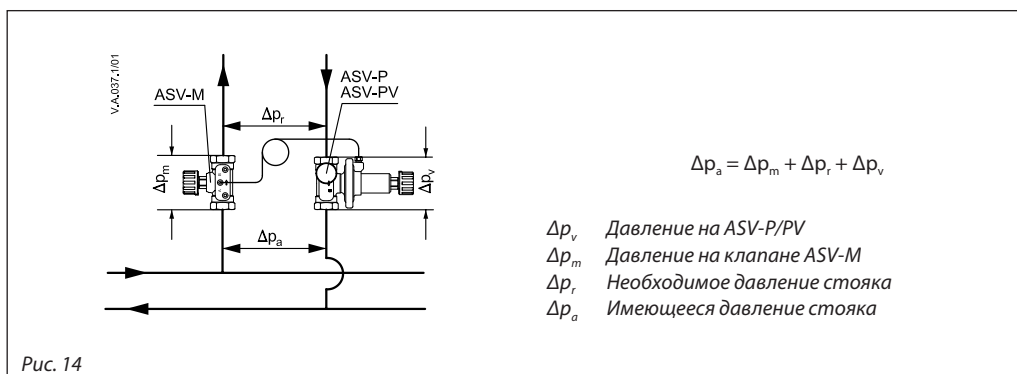 V.A.037.1/01
ASV-M
ASV-P
ASV-PV
Δpᵣ
Δpₘ
Δpᵥ
Δpₐ
Δpₐ = Δpₘ + Δpᵣ + Δpᵥ
Δpᵥ Давление на ASV-P/PV
Δpₘ Давление на клапане ASV-M
Δpᵣ Необходимое давление стояка
Δpₐ Имеющееся давление стояка
Рис. 14